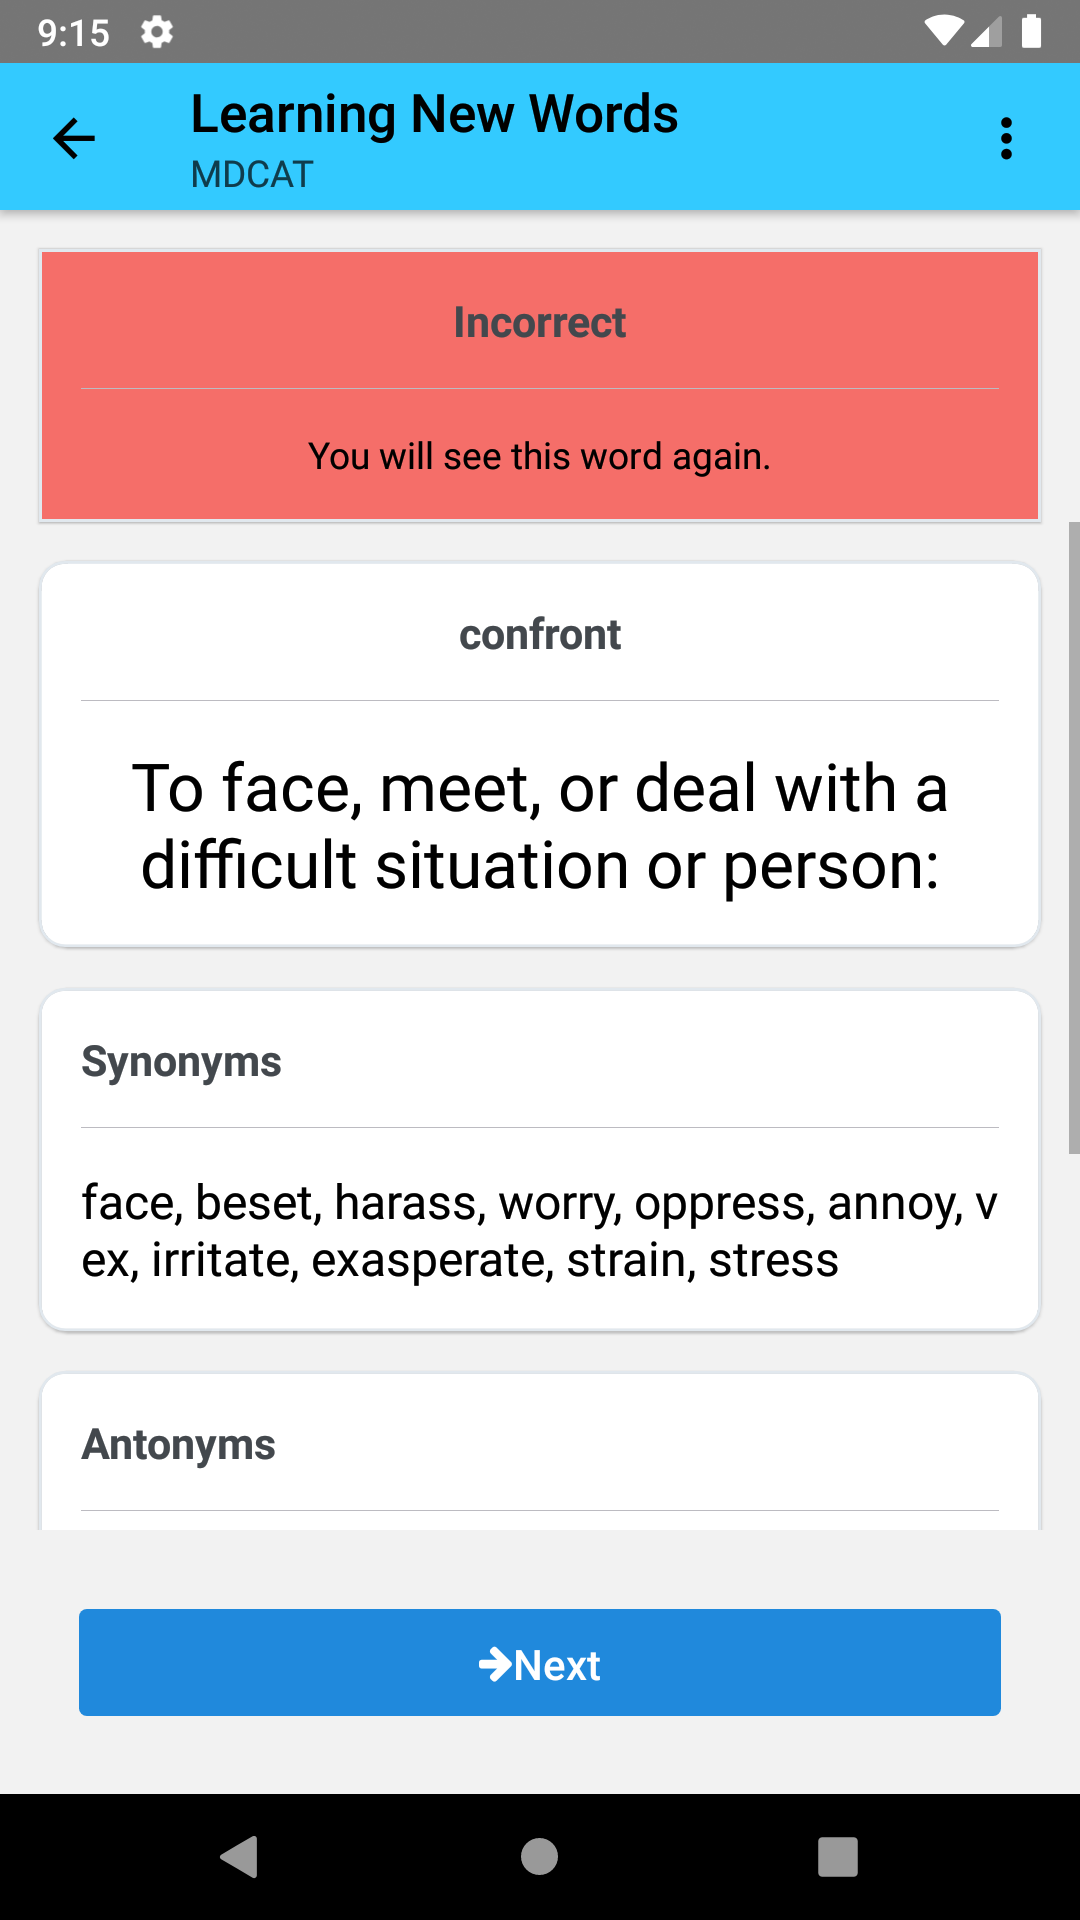 9:15
Learning New Words
MDCAT
Incorrect
You will see this word again.
confront
To face, meet, or deal with a
difficult situation or person:
Synonyms
face, beset, harass, worry, oppress, annoy, v
ex, irritate, exasperate, strain, stress
Antonyms
Next